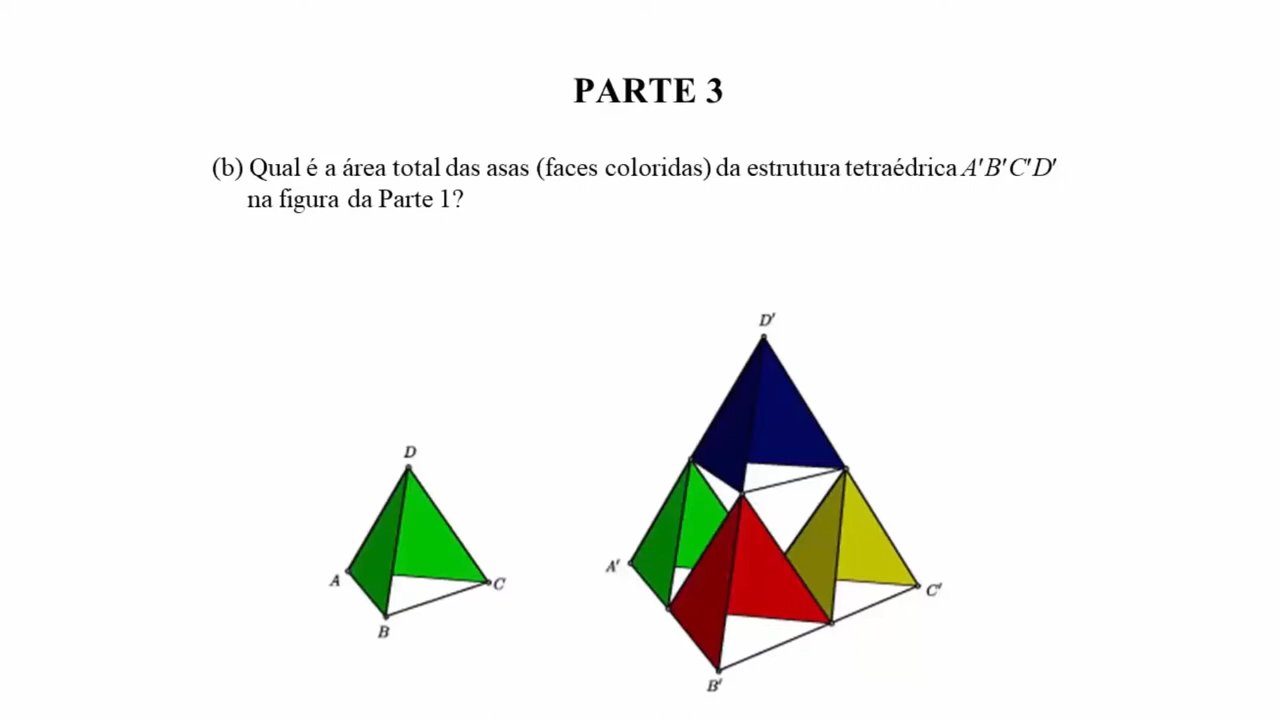 PARTE 3
(b) Qual é a área total das asas (faces coloridas) da estrutura tetraédrica A'B'C'D'
na figura da Parte 1?
D'
D
A'
A
C
C'
B
B'